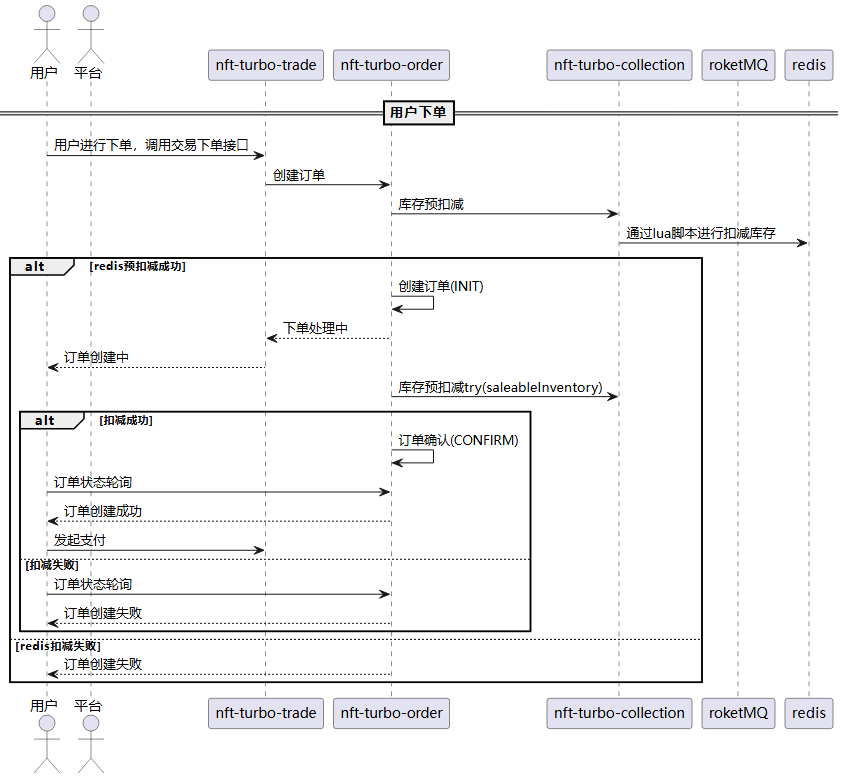 用户
平台
nft-turbo-trade
nft-turbo-order
nft-turbo-collection
roketMQ
redis
用户下单
用户进行下单，调用交易下单接口
创建订单
库存预扣减
通过lua脚本进行扣减库存
alt
[redis预扣减成功]
创建订单(INIT)
下单处理中
订单创建中
库存预扣减try(saleableInventory)
alt
[扣减成功]
订单确认(CONFIRM)
订单状态轮询
订单创建成功
发起支付
[扣减失败]
订单状态轮询
订单创建失败
[redis扣减失败]
订单创建失败
用户
平台
nft-turbo-trade
nft-turbo-order
nft-turbo-collection
roketMQ
redis